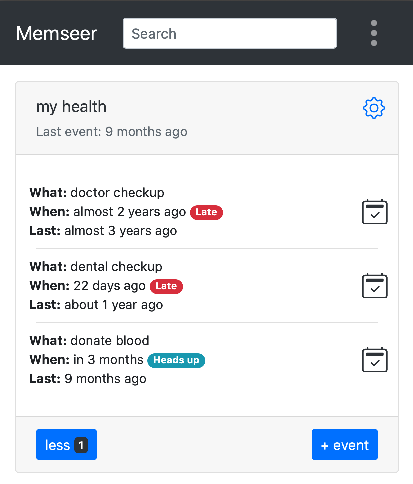 Memseer
Search
my health
Last event: 9 months ago
What: doctor checkup
When: almost 2 years ago Late
Last: almost 3 years ago
What: dental checkup
When: 22 days ago Late
Last: about 1 year ago
What: donate blood
When: in 3 months Heads up
Last: 9 months ago
less 1
+ event